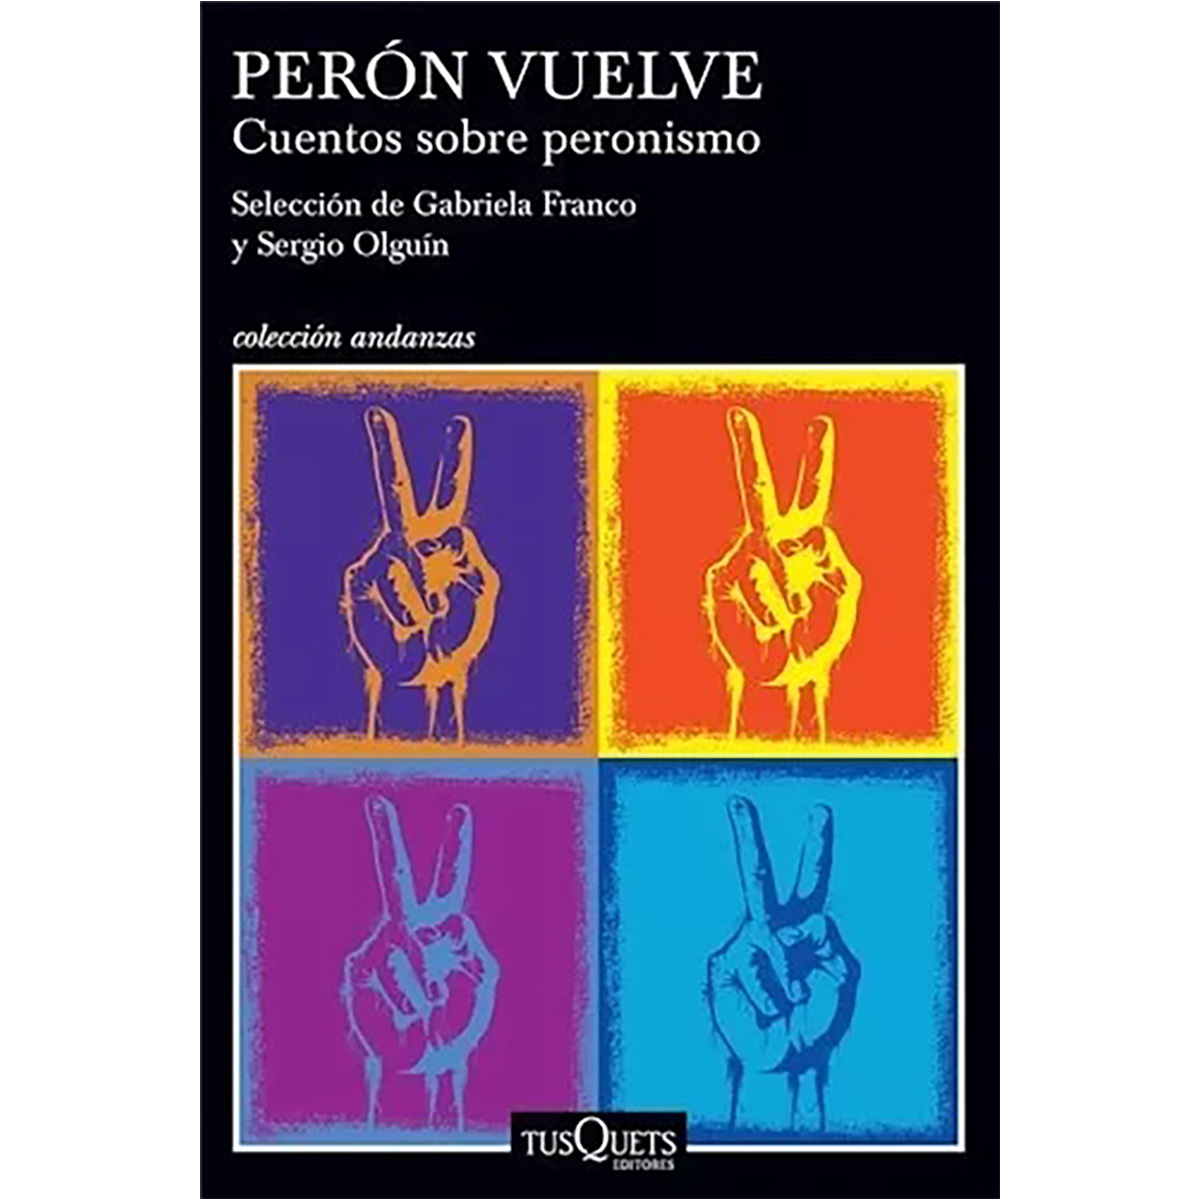 PERÓN VUELVE
Cuentos sobre peronismo
Selección de Gabriela Franco
y Sergio Olguín
colección andanzas
TUSQUETS
EDITORES